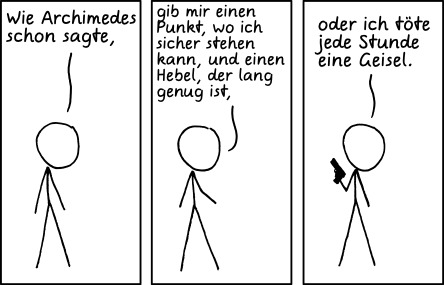 Wie Archimedes
schon sagte,
gib mir einen
Punkt, wo ich
sicher stehen
kann, und einen
Hebel, der lang
genug ist,
oder ich töte
jede Stunde
eine Geisel.